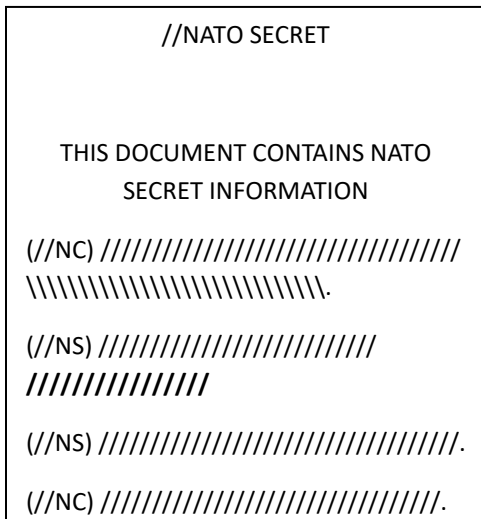 //NATO SECRET
THIS DOCUMENT CONTAINS NATO
SECRET INFORMATION
(//NC) ///////////////////////////////////
\\\\\\\\\\\\\\\\\\\\\\\\\\\\\.
(//NS) ///////////////////////////
////////////////
(//NS) ///////////////////////////////////.
(//NC) /////////////////////////////////.